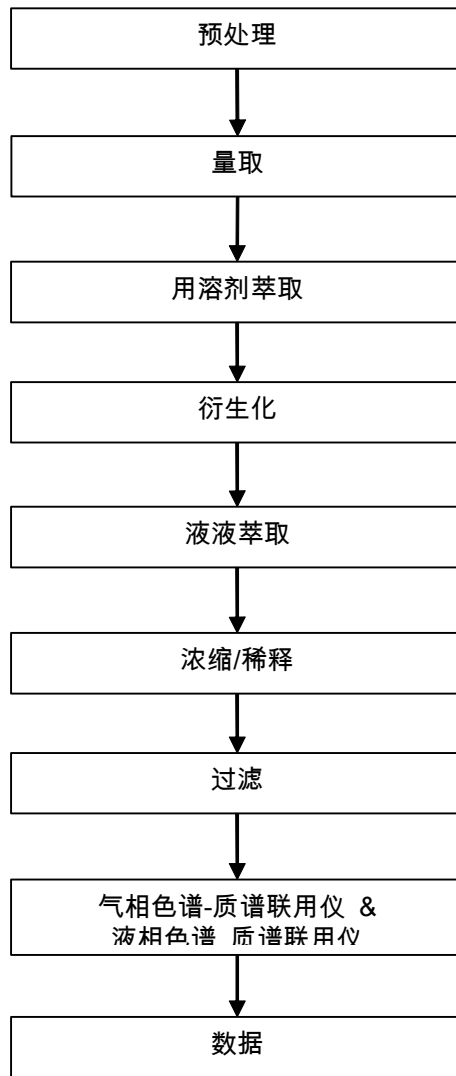 预处理
量取
用溶剂萃取
衍生化
液液萃取
浓缩/稀释
过滤
气相色谱-质谱联用仪 &
液相色谱 质谱联用仪
数据